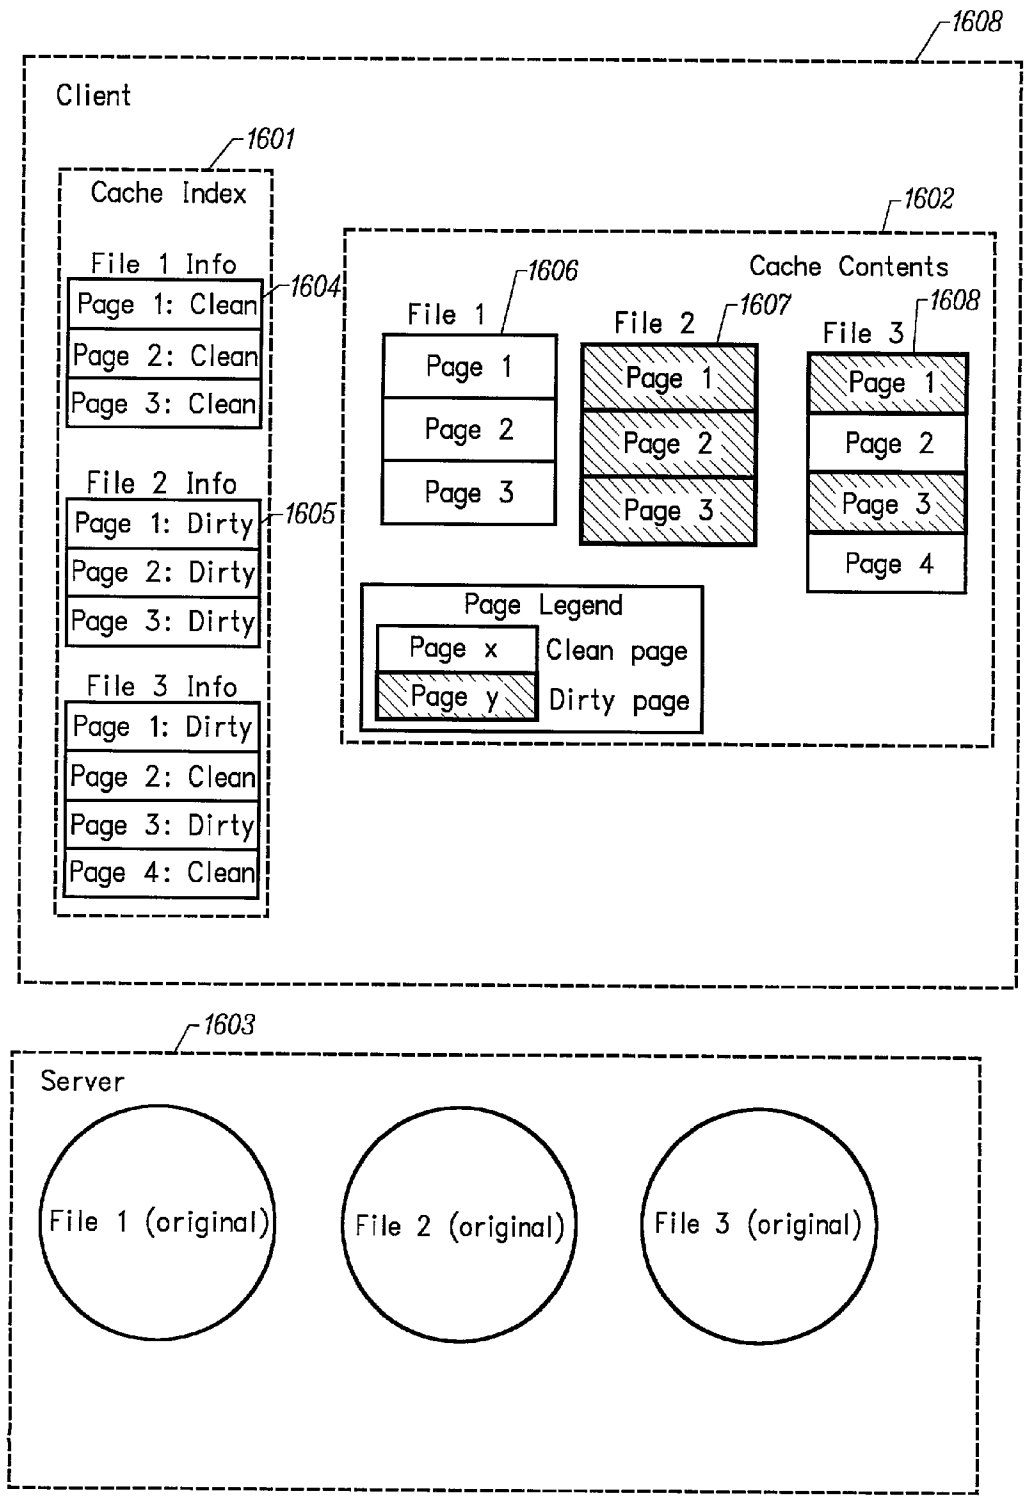 1608
Client
1601
Cache Index
File 1 Info
1604
Page 1: Clean
Page 2: Clean
Page 3: Clean
File 2 Info
1605
Page 1: Dirty
Page 2: Dirty
Page 3: Dirty
File 3 Info
Page 1: Dirty
Page 2: Clean
Page 3: Dirty
Page 4: Clean
1602
Cache Contents
1606
File 1
Page 1
Page 2
Page 3
1607
File 2
Page 1
Page 2
Page 3
1608
File 3
Page 1
Page 2
Page 3
Page 4
Page Legend
Page x Clean page
Page y Dirty page
1603
Server
File 1 (original)
File 2 (original)
File 3 (original)